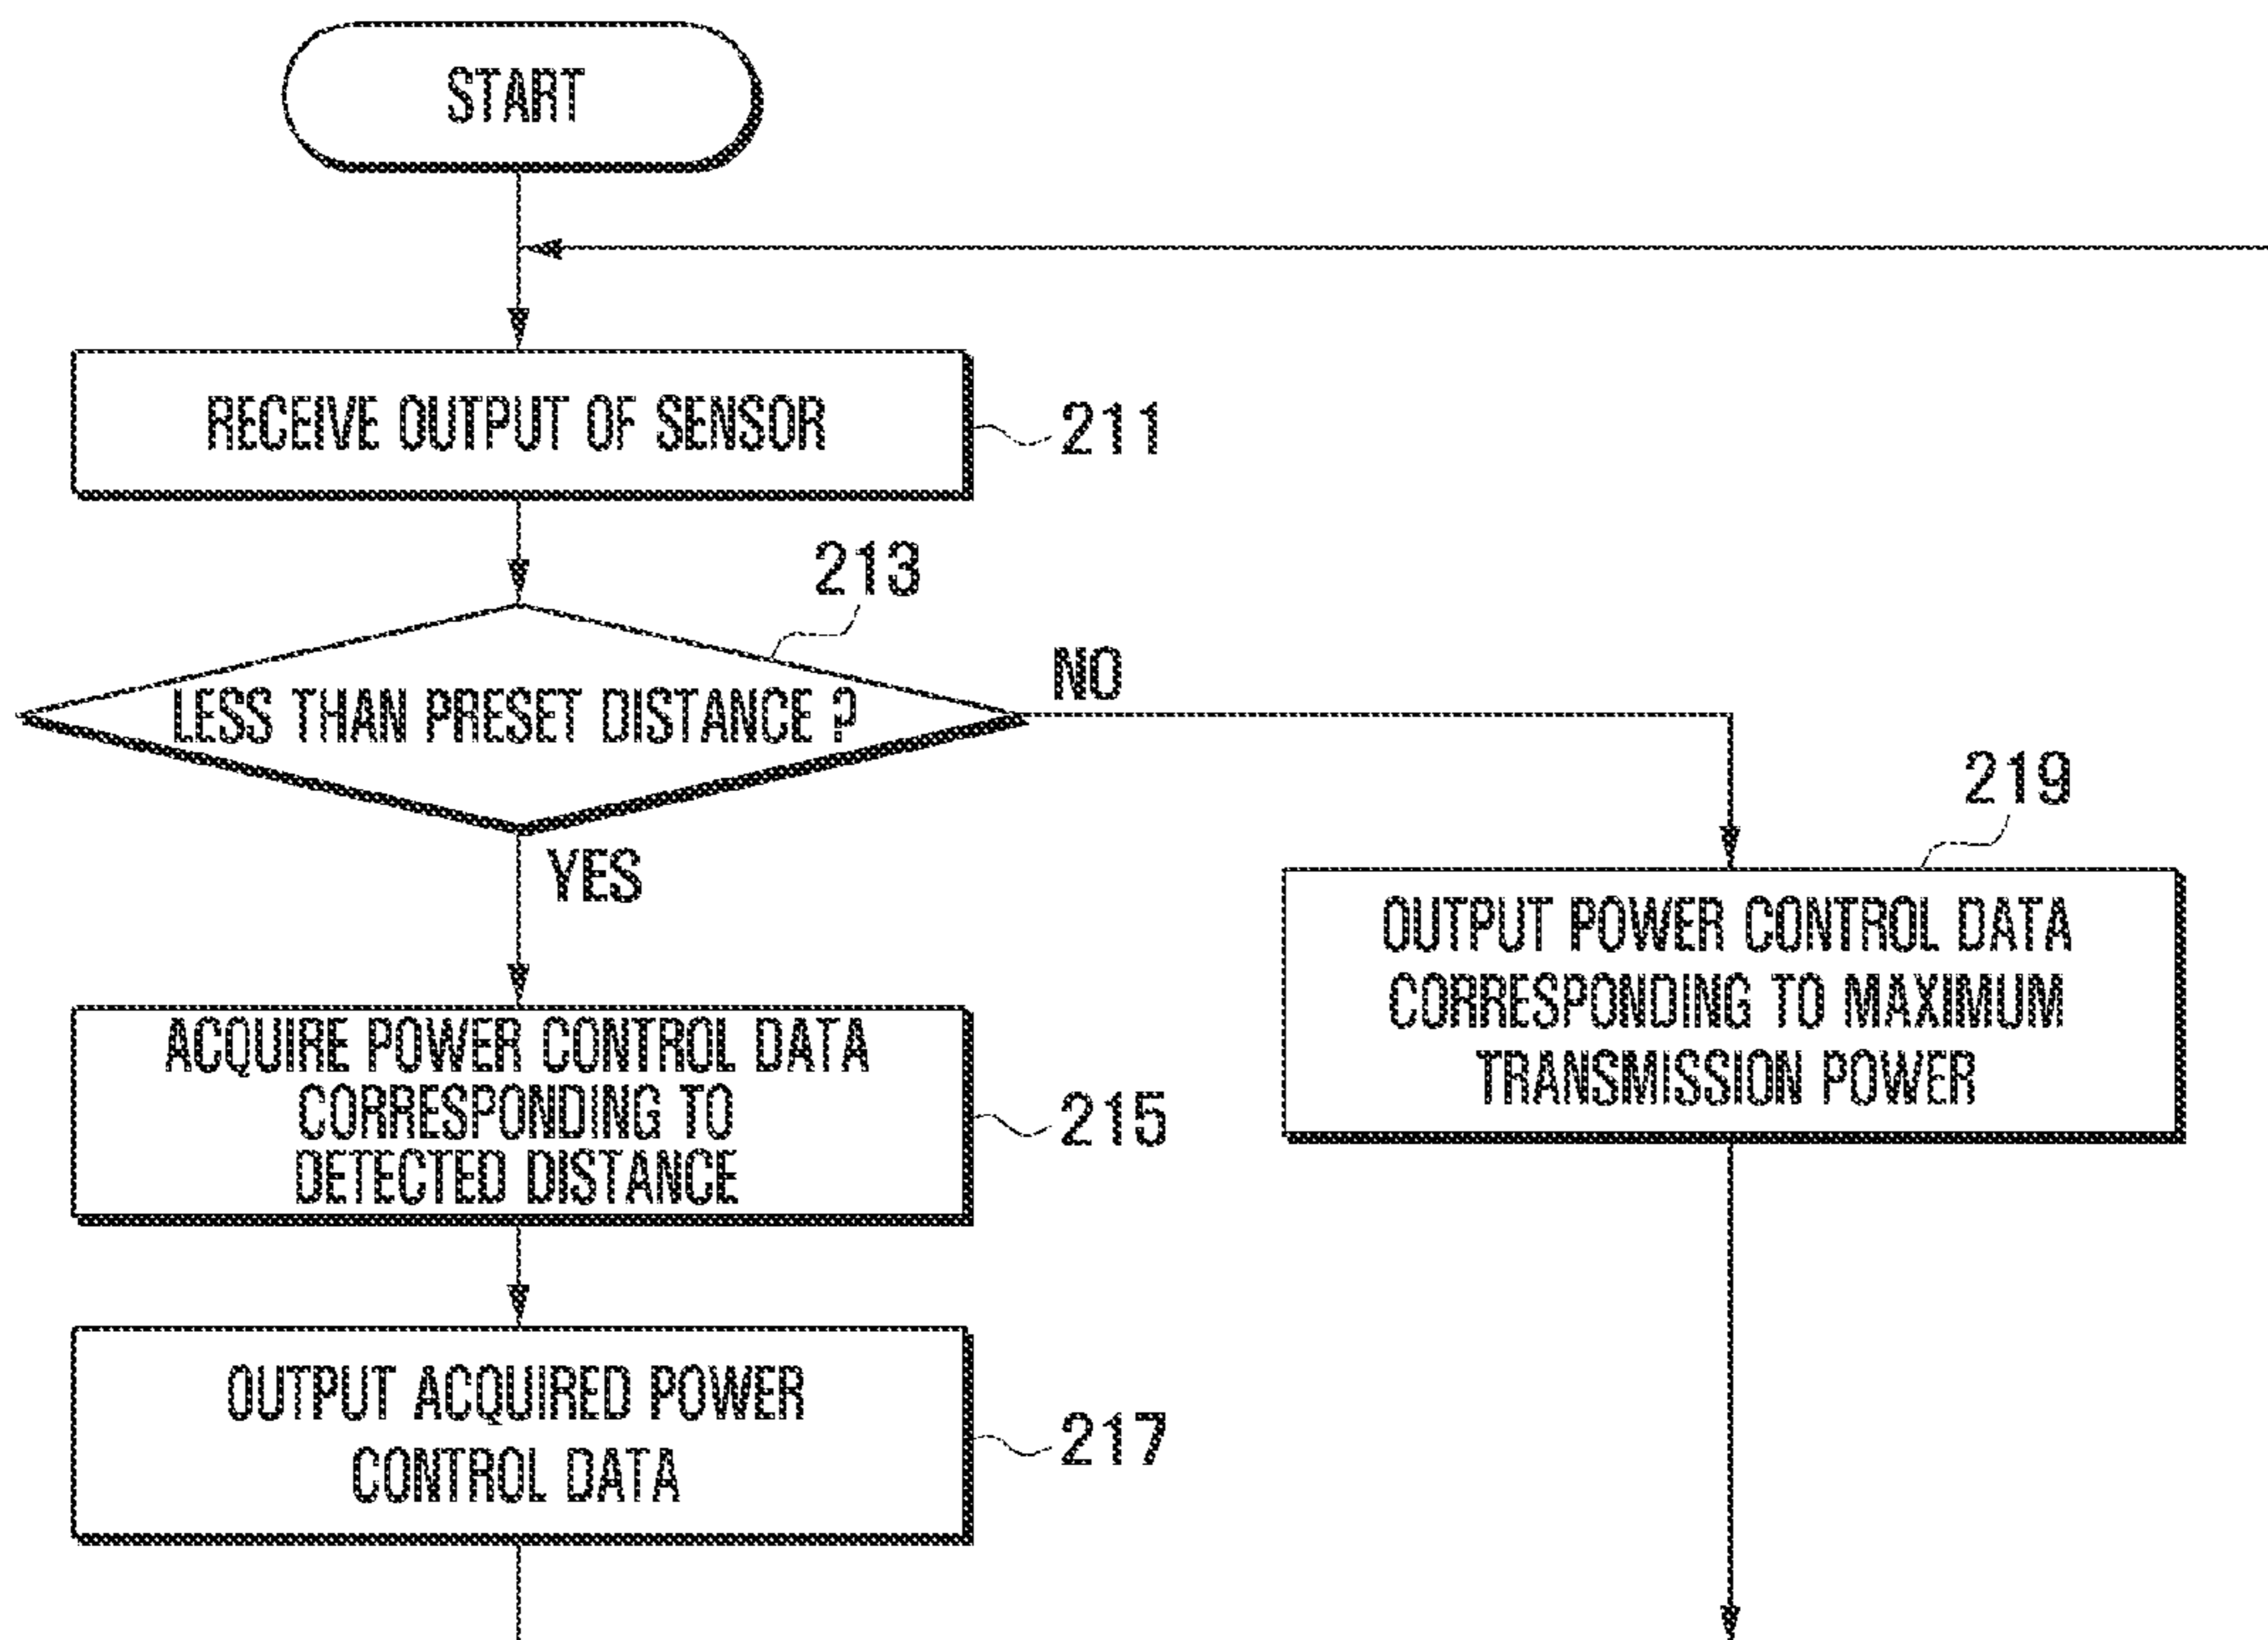 START
RECEIVE OUTPUT OF SENSOR
211
213
LESS THAN PRESET DISTANCE ?
NO
YES
219
OUTPUT POWER CONTROL DATA
CORRESPONDING TO MAXIMUM
TRANSMISSION POWER
ACQUIRE POWER CONTROL DATA
CORRESPONDING TO
DETECTED DISTANCE
215
OUTPUT ACQUIRED POWER
CONTROL DATA
217